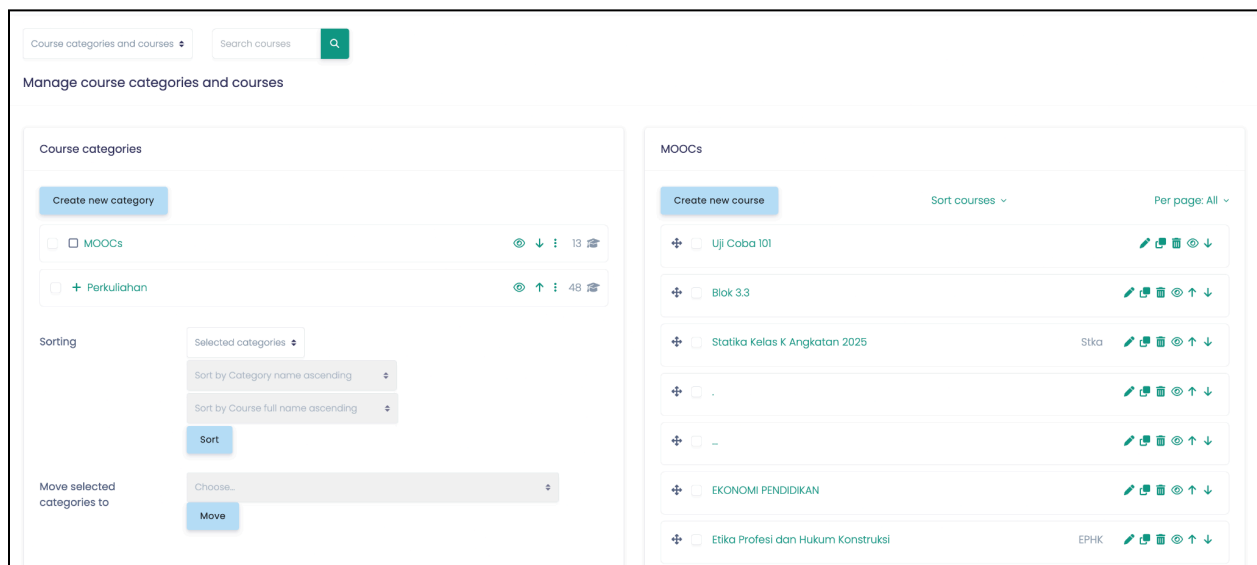 Course categories and courses
Search courses
Manage course categories and courses
Course categories
Create new category
MOOCs
13
Perkuliahan
48
Sorting
Selected categories
Sort by Category name ascending
Sort by Course full name ascending
Sort
Move selected
categories to
Choose...
Move
MOOCs
Create new course
Sort courses
Per page: All
Uji Coba 101
Blok 3.3
Statika Kelas K Angkatan 2025
Stka
.
...
EKONOMI PENDIDIKAN
Etika Profesi dan Hukum Konstruksi
EPHK